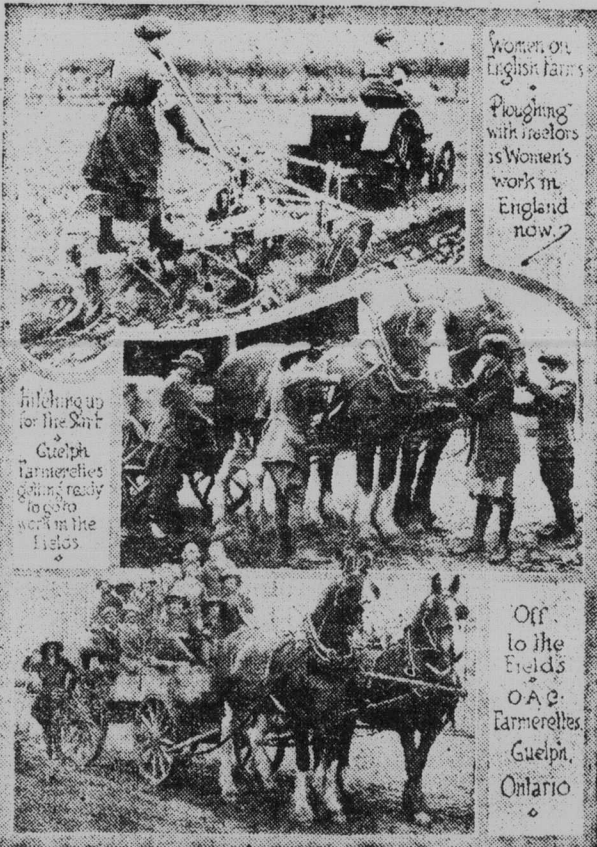 Women on
English Farms
Ploughing
with Tractors
is Women's
work in
England
now.
Hitching up
for the Start
Guelph
Farmerettes
getting ready
to go to
work in the
Fields
Off
to the
Fields
O.A.C.
Farmerettes
Guelph,
Ontario